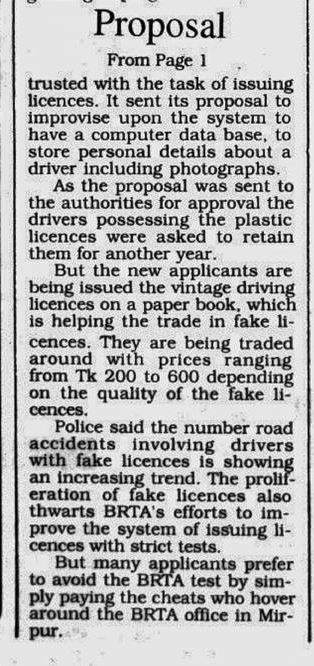 Proposal
From Page 1
trusted with the task of issuing
licences. It sent its proposal to
improvise upon the system to
have a computer data base, to
store personal details about a
driver including photographs.
As the proposal was sent to
the authorities for approval the
drivers possessing the plastic
licences were asked to retain
them for another year.
But the new applicants are
being issued the vintage driving
licences on a paper book, which
is helping the trade in fake li-
cences. They are being traded
around with prices ranging
from Tk 200 to 600 depending
on the quality of the fake li-
cences.
Police said the number road
accidents involving drivers
with fake licences is showing
an increasing trend. The prolif-
eration of fake licences also
thwarts BRTA's efforts to im-
prove the system of issuing li-
cences with strict tests.
But many applicants prefer
to avoid the BRTA test by sim-
ply paying the cheats who hover
around the BRTA office in Mir-
pur.